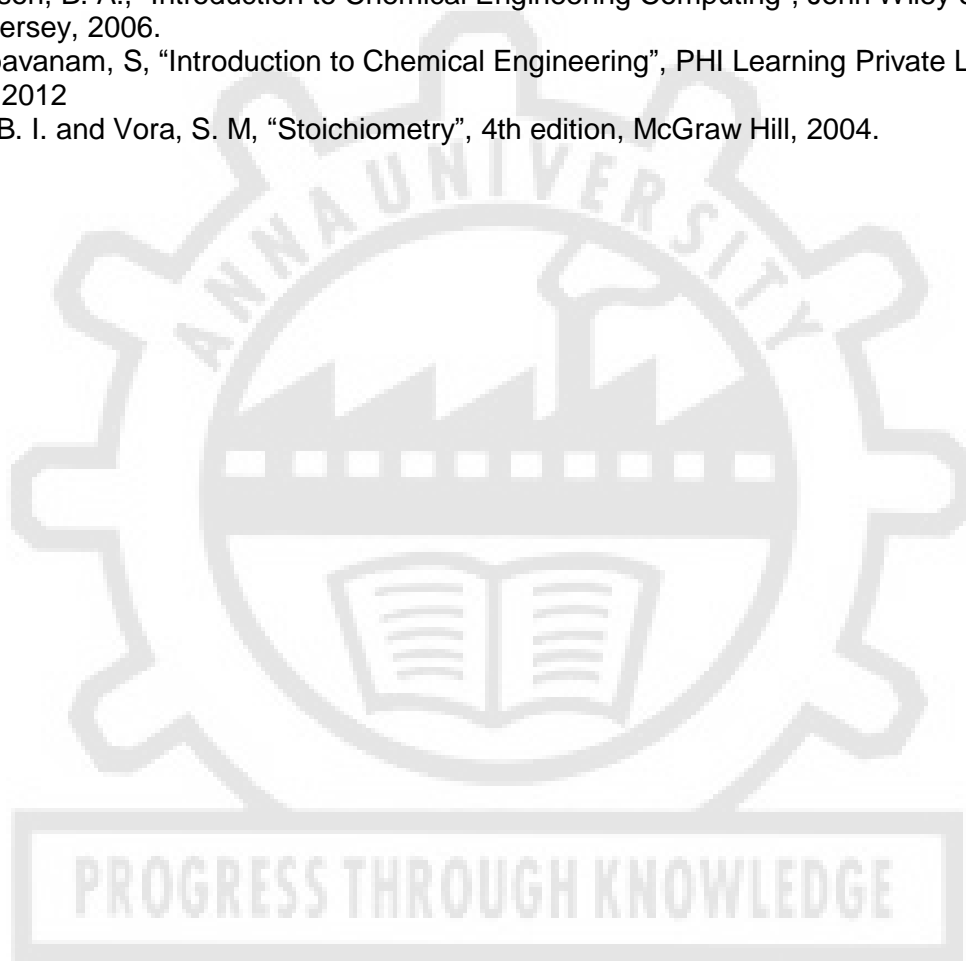 son, B. A., “Introduction to Chemical Engineering Computing”, John Wiley
ersey, 2006.
avanam, S, “Introduction to Chemical Engineering”, PHI Learning Private L
2012
B. I. and Vora, S. M, “Stoichiometry”, 4th edition, McGraw Hill, 2004.
ANNA UNIVERSITY
PROGRESS THROUGH KNOWLEDGE